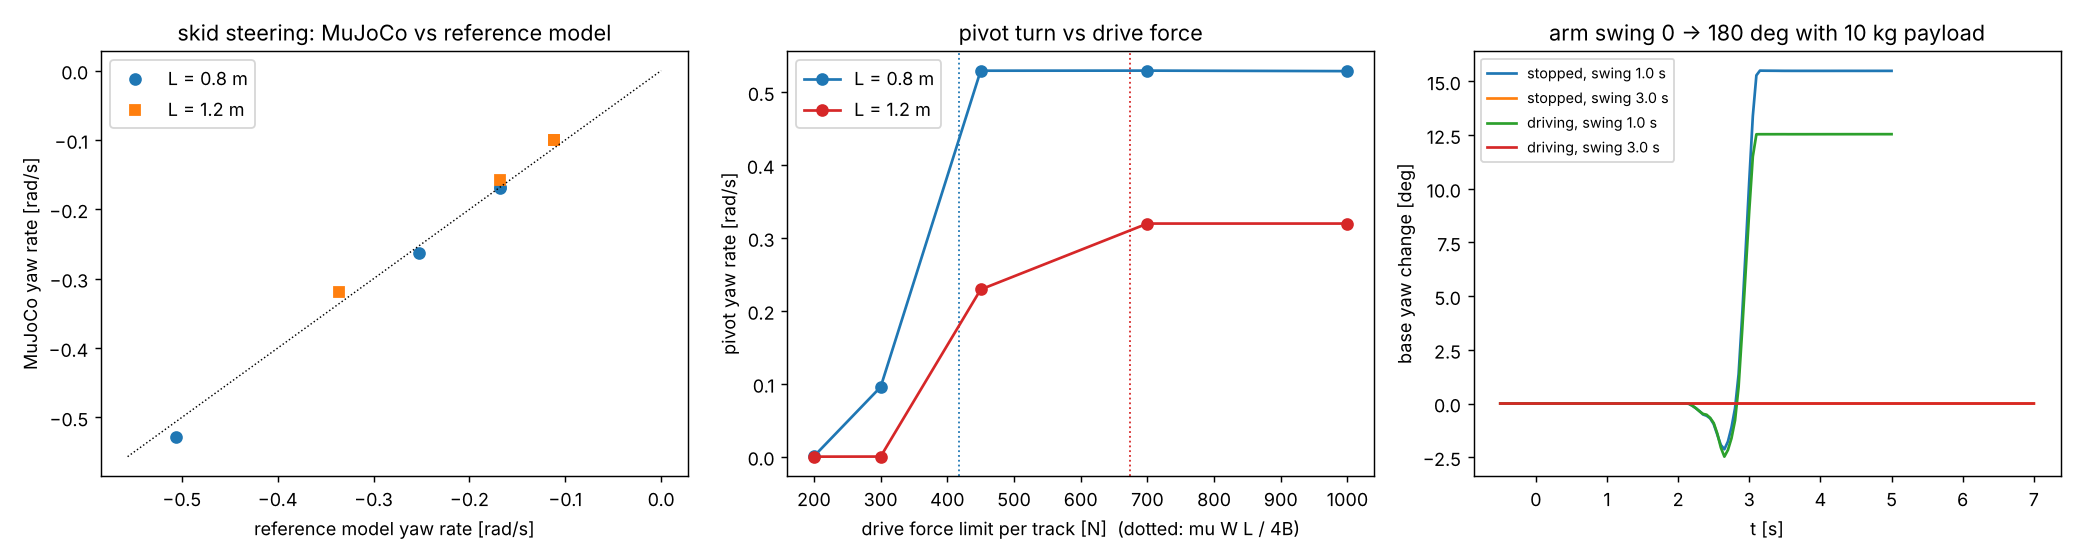 skid steering: MuJoCo vs reference model
L = 0.8 m
L = 1.2 m
0.0
−0.1
−0.2
−0.3
−0.4
−0.5
MuJoCo yaw rate [rad/s]
−0.5
−0.4
−0.3
−0.2
−0.1
0.0
reference model yaw rate [rad/s]
pivot turn vs drive force
L = 0.8 m
L = 1.2 m
0.5
0.4
0.3
0.2
0.1
0.0
pivot yaw rate [rad/s]
200
300
400
500
600
700
800
900
1000
drive force limit per track [N]  (dotted: mu W L / 4B)
arm swing 0 → 180 deg with 10 kg payload
stopped, swing 1.0 s
stopped, swing 3.0 s
driving, swing 1.0 s
driving, swing 3.0 s
15.0
12.5
10.0
7.5
5.0
2.5
0.0
−2.5
base yaw change [deg]
0
1
2
3
4
5
6
7
t [s]